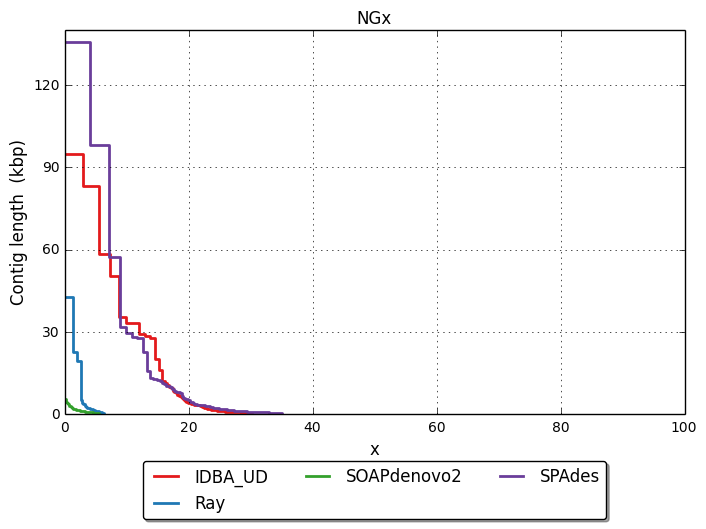 NGx
120
90
60
30
0
0 20 40 60 80 100
Contig length (kbp)
x
IDBA_UD SOAPdenovo2 SPAdes
Ray